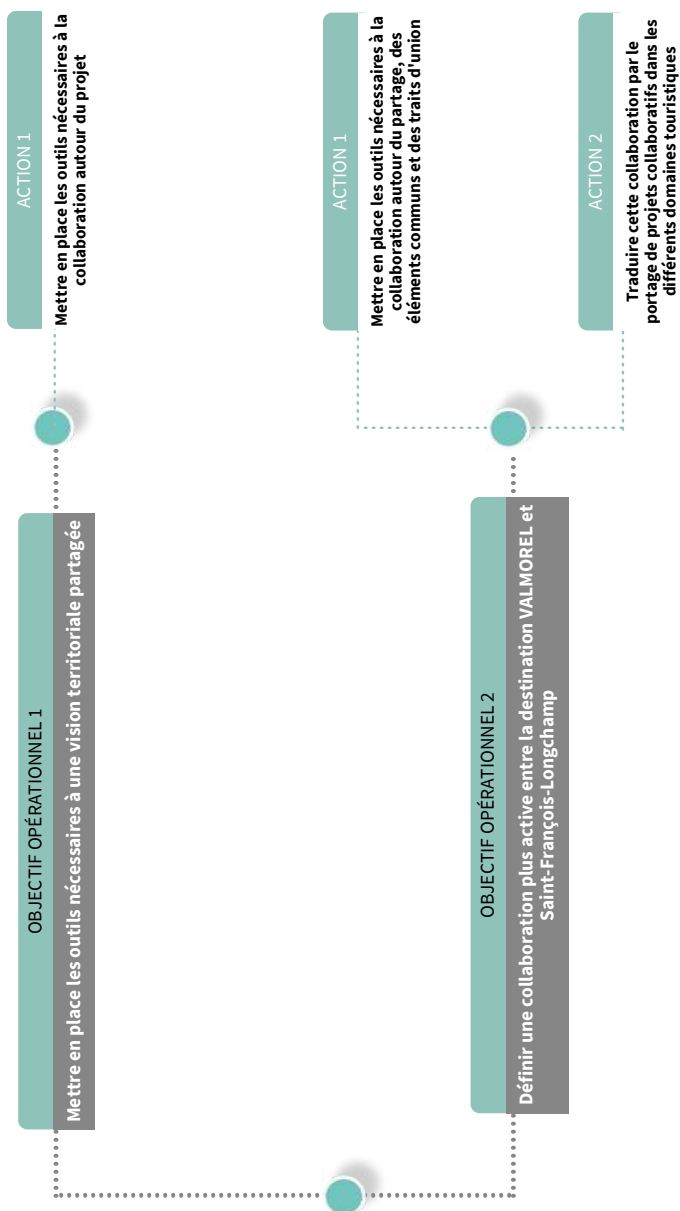 OBJECTIF OPÉRATIONNEL 1
Mettre en place les outils nécessaires à une vision territoriale partagée
ACTION 1
Mettre en place les outils nécessaires à la
collaboration autour du projet
OBJECTIF OPÉRATIONNEL 2
Définir une collaboration plus active entre la destination VALMOREL et
Saint-François-Longchamp
ACTION 1
Mettre en place les outils nécessaires à la
collaboration autour du partage, des
éléments communs et des traits d'union
ACTION 2
Traduire cette collaboration par le
portage de projets collaboratifs dans les
différents domaines touristiques